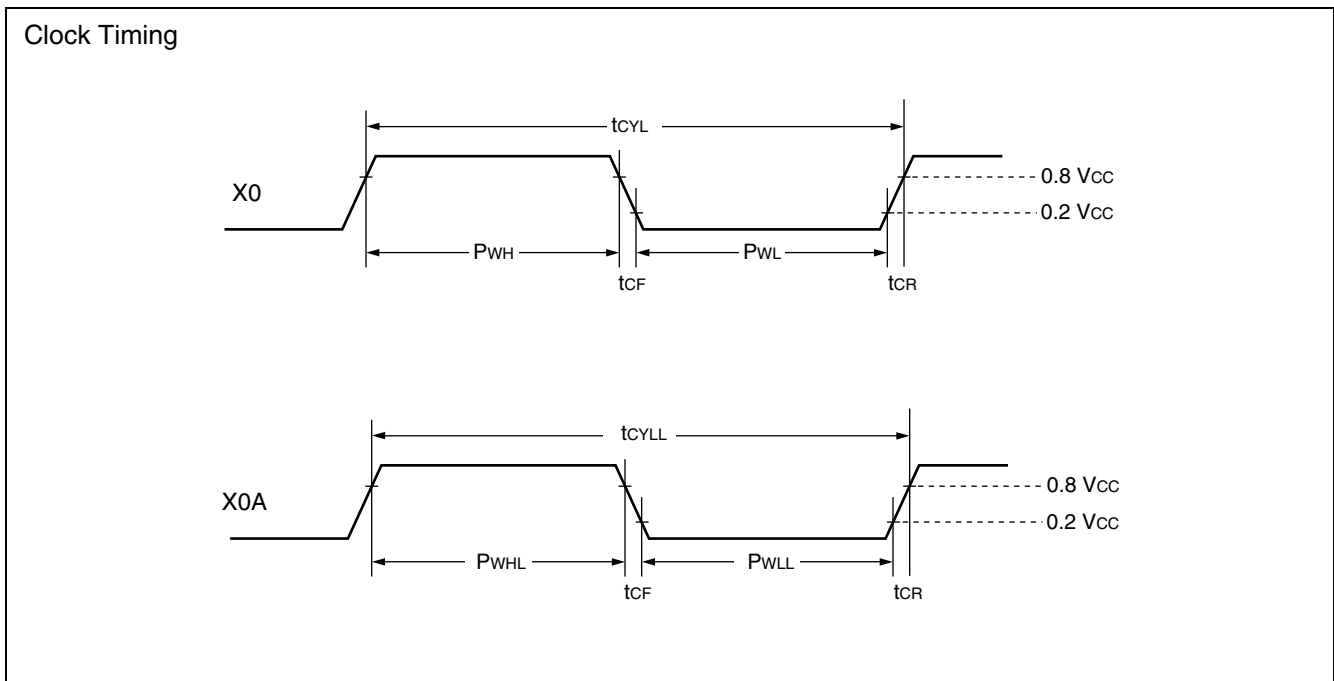 Clock Timing
tCYL
X0
0.8 VCC
0.2 VCC
PWH
PWL
tCF
tCR
tCYLL
X0A
0.8 VCC
0.2 VCC
PWHL
PWLL
tCF
tCR